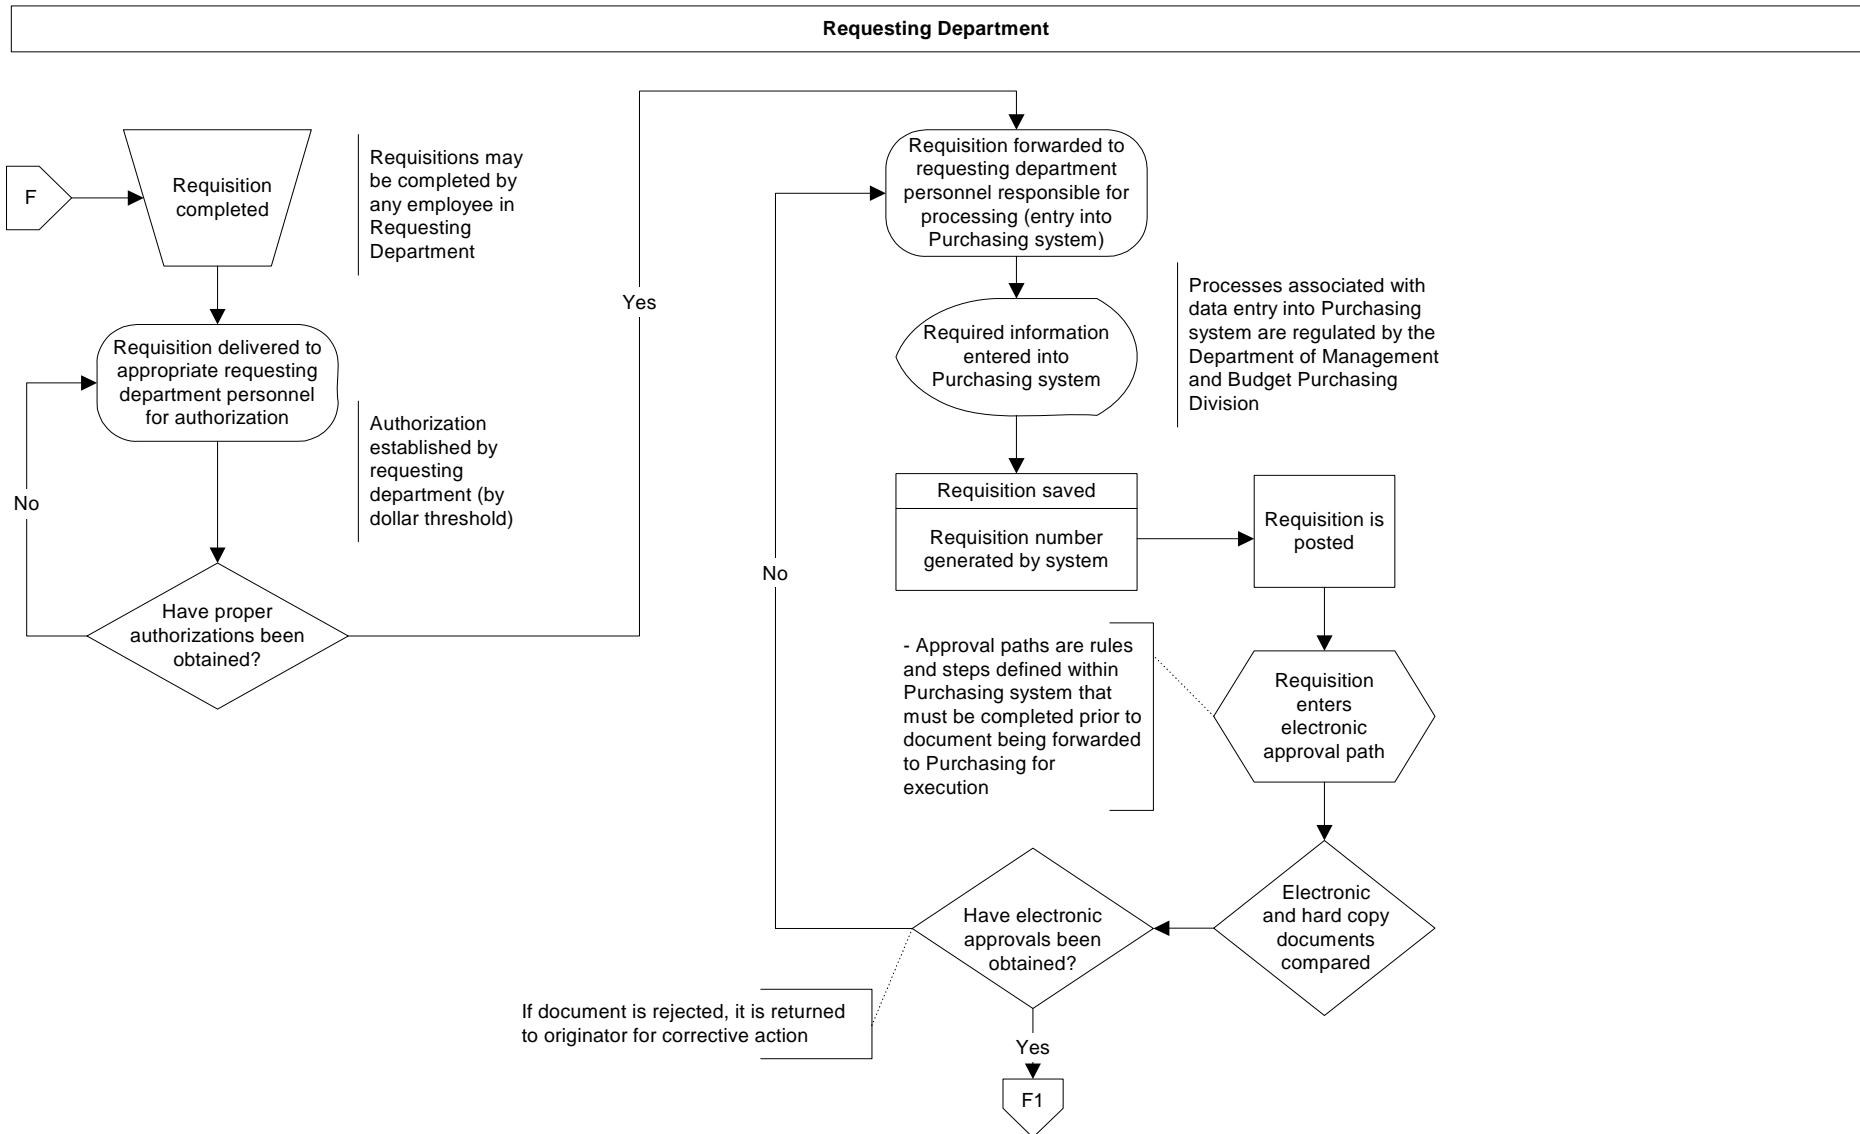 Requesting Department
F
Requisition
completed
Requisitions may
be completed by
any employee in
Requesting
Department
Requisition delivered to
appropriate requesting
department personnel
for authorization
Authorization
established by
requesting
department (by
dollar threshold)
No
Have proper
authorizations been
obtained?
Yes
Requisition forwarded to
requesting department
personnel responsible for
processing (entry into
Purchasing system)
Required information
entered into
Purchasing system
Processes associated with
data entry into Purchasing
system are regulated by the
Department of Management
and Budget Purchasing
Division
Requisition saved
Requisition number
generated by system
Requisition is
posted
No
- Approval paths are rules
and steps defined within
Purchasing system that
must be completed prior to
document being forwarded
to Purchasing for
execution
Requisition
enters
electronic
approval path
Electronic
and hard copy
documents
compared
Have electronic
approvals been
obtained?
If document is rejected, it is returned
to originator for corrective action
Yes
F1